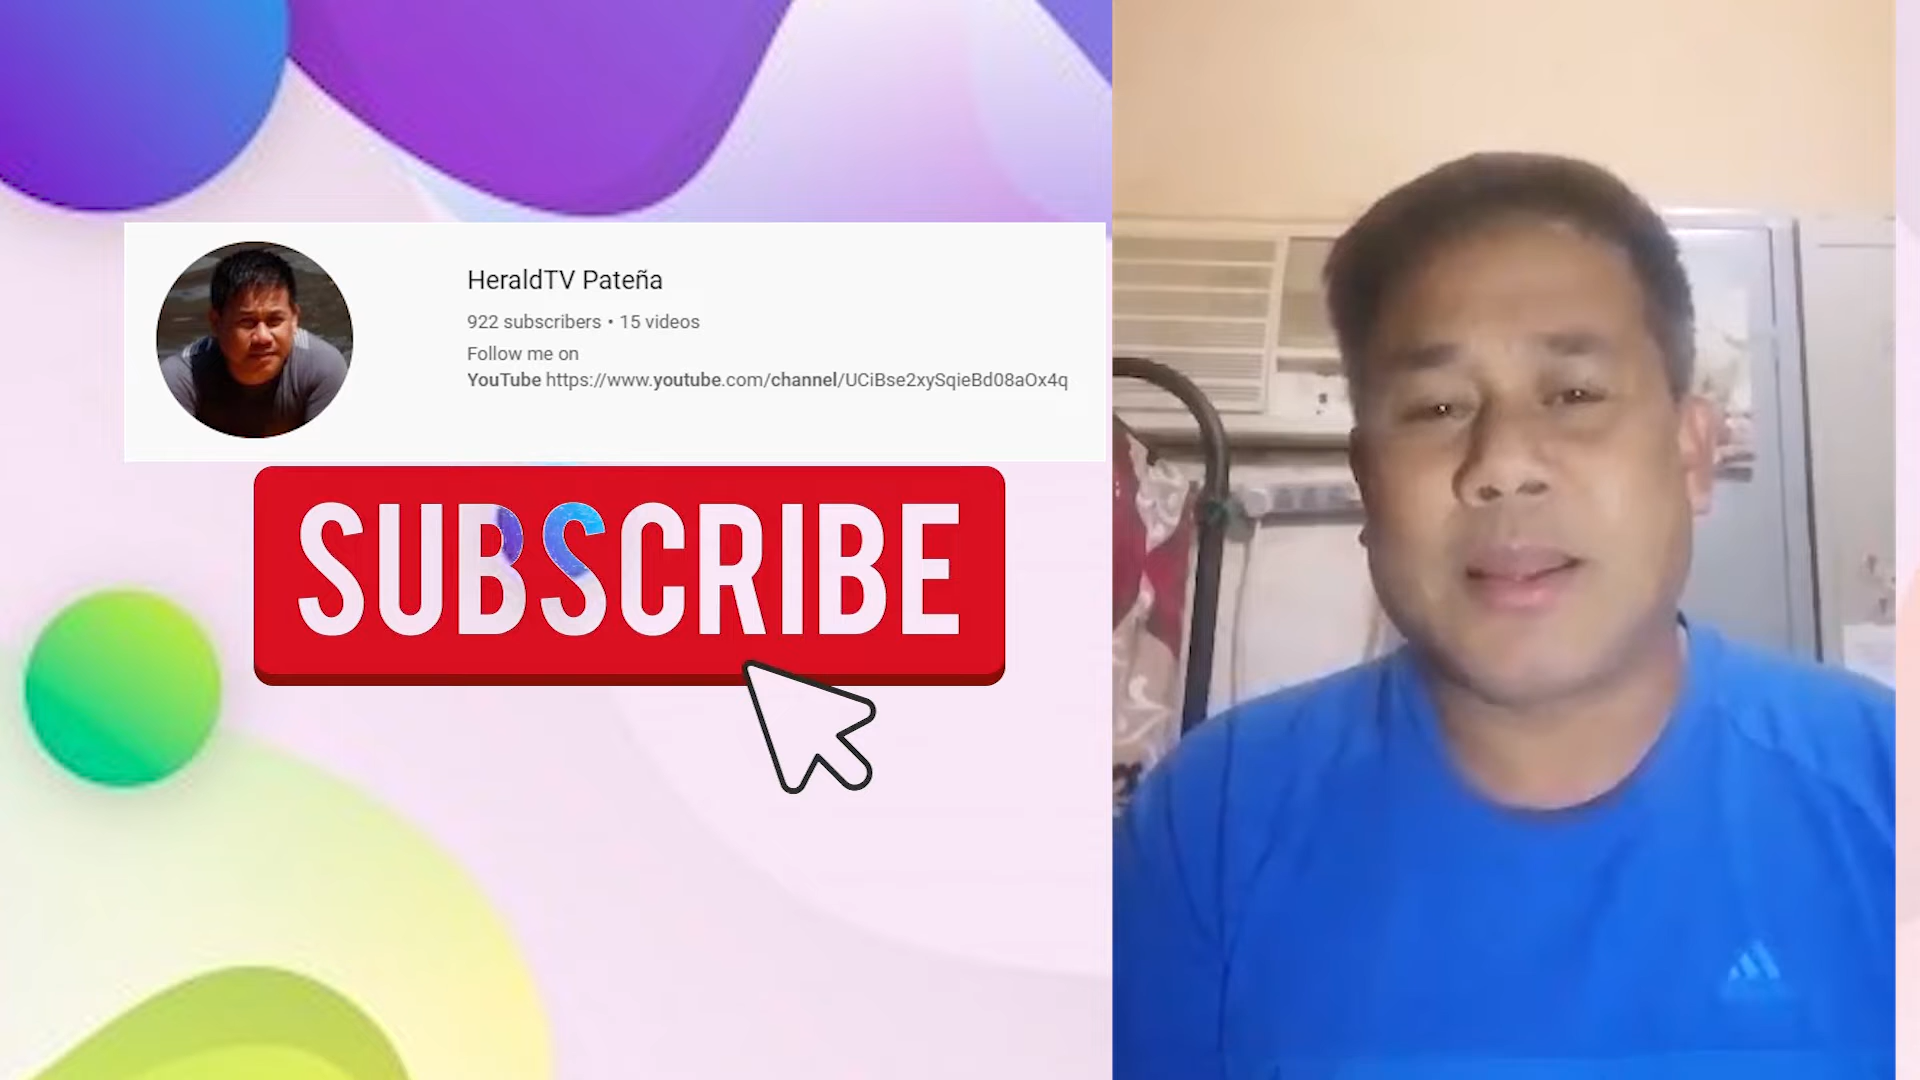 HeraldTV Pateña
922 subscribers • 15 videos
Follow me on
YouTube https://www.youtube.com/channel/UCiBse2xySqieBd08aOx4q
SUBSCRIBE